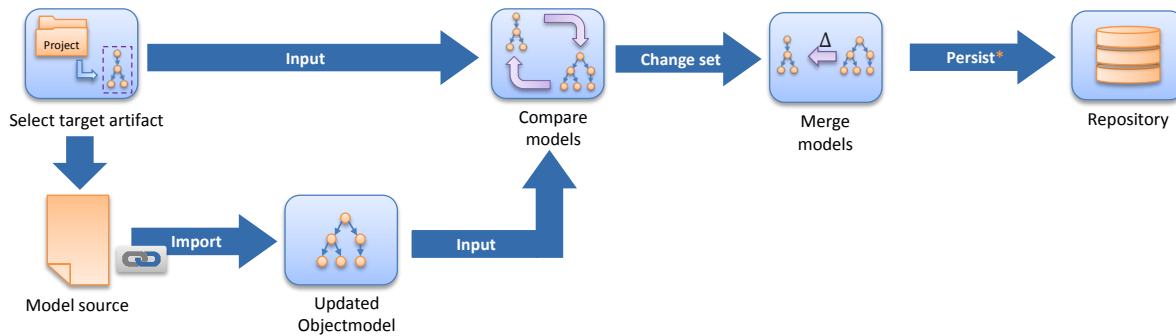 Project
Input
Δ
Change set
Persist*
Select target artifact
Compare
models
Merge
models
Repository
Import
Input
Model source
Updated
Objectmodel